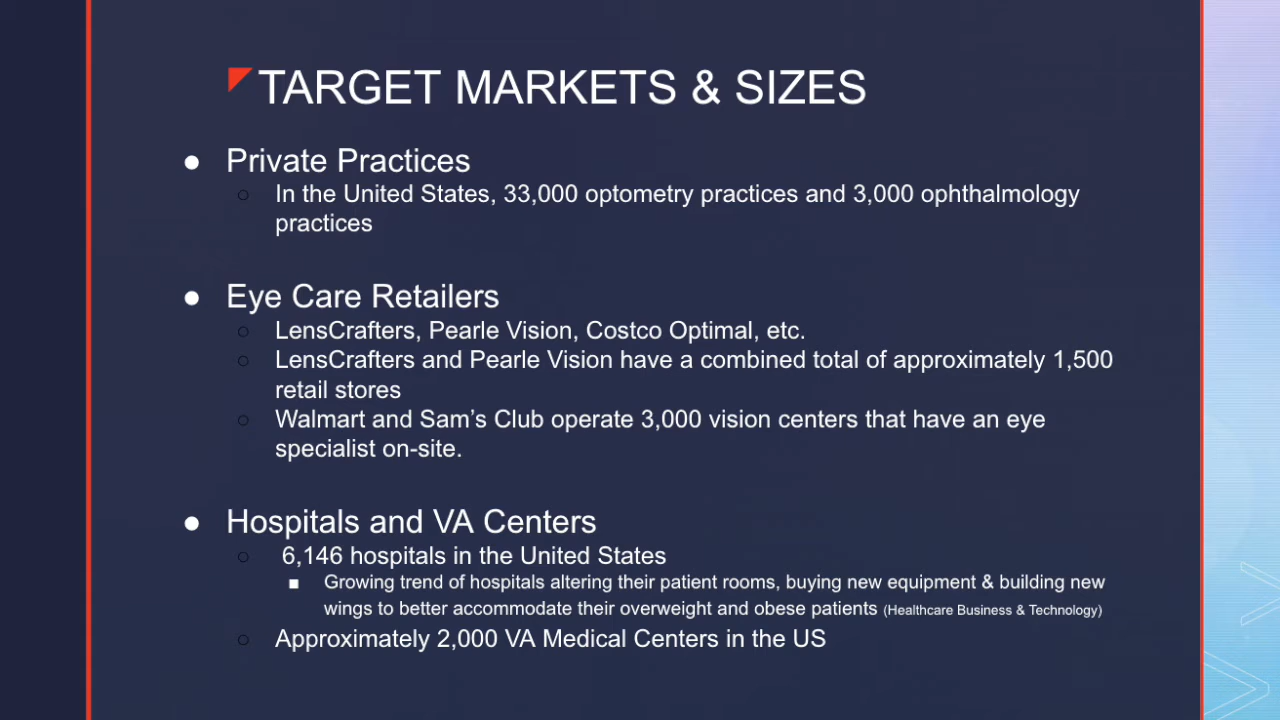 TARGET MARKETS & SIZES
● Private Practices
○ In the United States, 33,000 optometry practices and 3,000 ophthalmology
practices
● Eye Care Retailers
○ LensCrafters, Pearle Vision, Costco Optimal, etc.
○ LensCrafters and Pearle Vision have a combined total of approximately 1,500
retail stores
○ Walmart and Sam’s Club operate 3,000 vision centers that have an eye
specialist on-site.
● Hospitals and VA Centers
○ 6,146 hospitals in the United States
■ Growing trend of hospitals altering their patient rooms, buying new equipment & building new
wings to better accommodate their overweight and obese patients (Healthcare Business & Technology)
○ Approximately 2,000 VA Medical Centers in the US